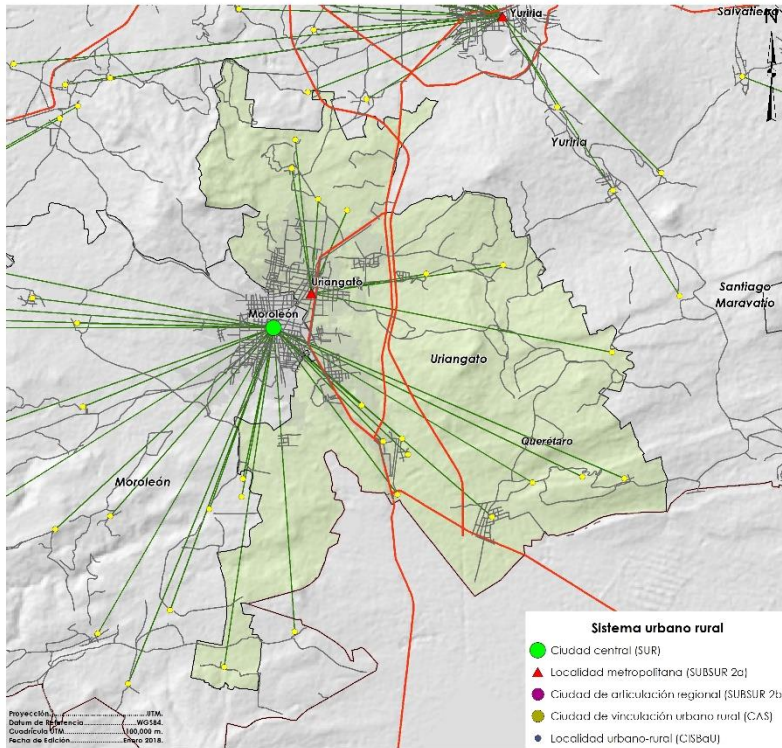 Yuriria
Salvatierra
N
Yuriria
Santiago
Maravatío
Uriangato
Moroleón
Uriangato
Querétaro
Moroleón
Sistema urbano rural
Ciudad central (SUR)
Localidad metropolitana (SUBSUR 2a)
Ciudad de articulación regional (SUBSUR 2b
Ciudad de vinculación urbano rural (CAS)
Localidad urbano-rural (CISBaU)
Proyección......................UTM.
Datum de Referencia..............WGS84.
Cuadrícula UTM..............100,000 m.
Fecha de Edición..........Enero 2018.